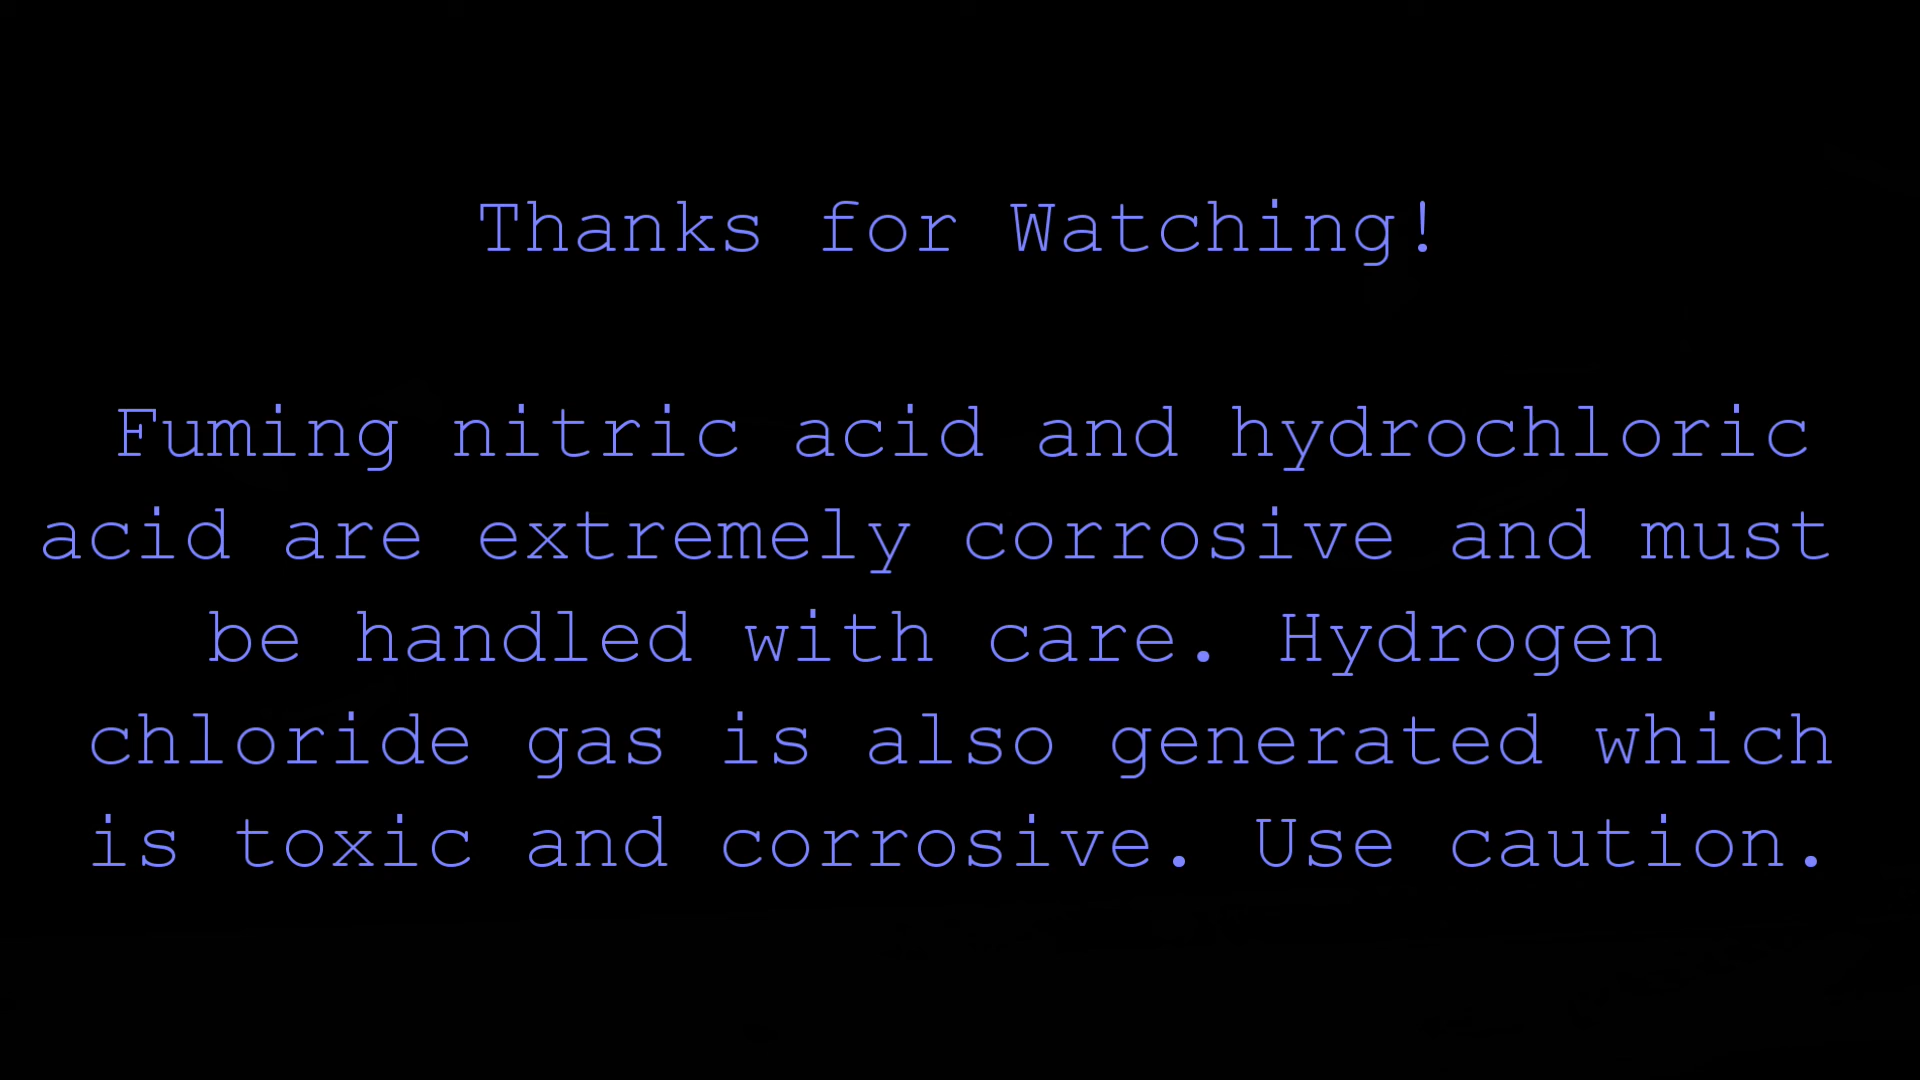 Thanks for Watching!
Fuming nitric acid and hydrochloric
acid are extremely corrosive and must
be handled with care. Hydrogen
chloride gas is also generated which
is toxic and corrosive. Use caution.